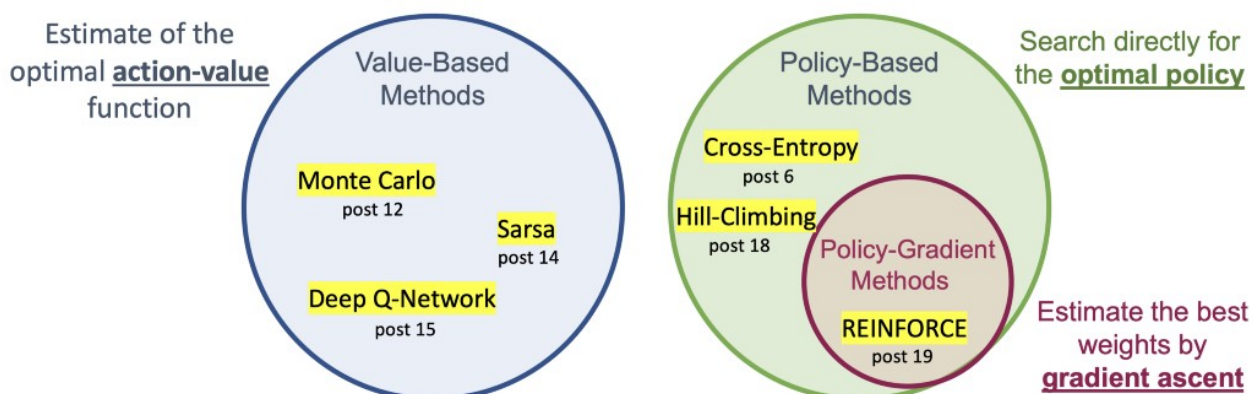 Estimate of the
optimal action-value
function
Value-Based
Methods
Monte Carlo
post 12
Sarsa
post 14
Deep Q-Network
post 15
Policy-Based
Methods
Cross-Entropy
post 6
Hill-Climbing
post 18
Policy-Gradient
Methods
REINFORCE
post 19
Search directly for
the optimal policy
Estimate the best
weights by
gradient ascent